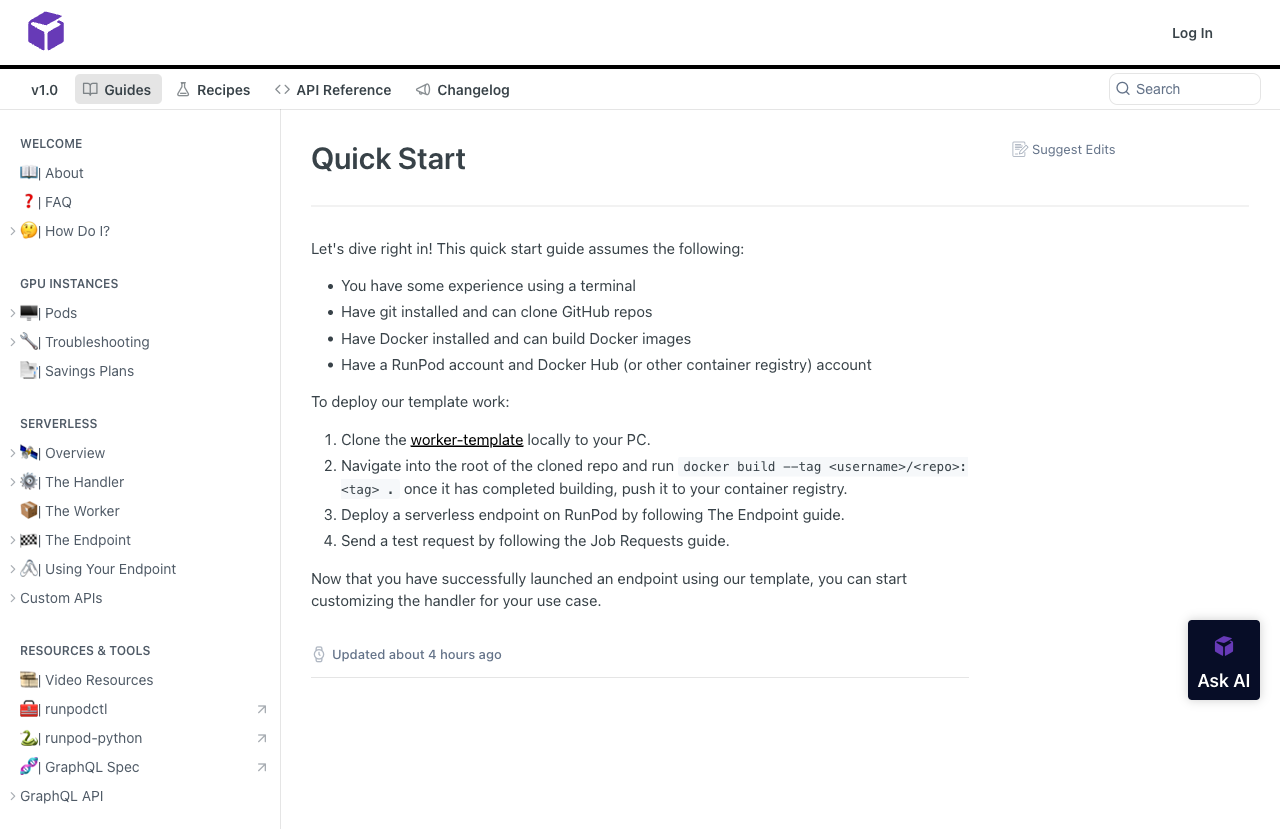 Log In
v1.0
Guides
Recipes
API Reference
Changelog
Search
WELCOME
| About
| FAQ
| How Do I?
GPU INSTANCES
| Pods
| Troubleshooting
| Savings Plans
SERVERLESS
| Overview
| The Handler
| The Worker
| The Endpoint
| Using Your Endpoint
Custom APIs
RESOURCES & TOOLS
| Video Resources
| runpodctl
| runpod-python
| GraphQL Spec
GraphQL API
Quick Start
Suggest Edits
Let's dive right in! This quick start guide assumes the following:
• You have some experience using a terminal
• Have git installed and can clone GitHub repos
• Have Docker installed and can build Docker images
• Have a RunPod account and Docker Hub (or other container registry) account
To deploy our template work:
1. Clone the worker-template locally to your PC.
2. Navigate into the root of the cloned repo and run docker build --tag <username>/<repo>:
<tag> . once it has completed building, push it to your container registry.
3. Deploy a serverless endpoint on RunPod by following The Endpoint guide.
4. Send a test request by following the Job Requests guide.
Now that you have successfully launched an endpoint using our template, you can start
customizing the handler for your use case.
Updated about 4 hours ago
Ask AI